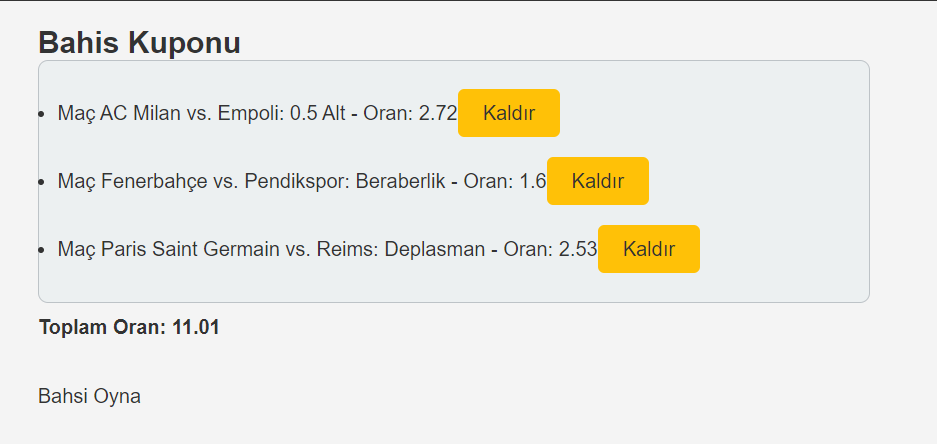 Bahis Kuponu
Maç AC Milan vs. Empoli: 0.5 Alt - Oran: 2.72 Kaldır
Maç Fenerbahçe vs. Pendikspor: Beraberlik - Oran: 1.6 Kaldır
Maç Paris Saint Germain vs. Reims: Deplasman - Oran: 2.53 Kaldır
Toplam Oran: 11.01
Bahsi Oyna